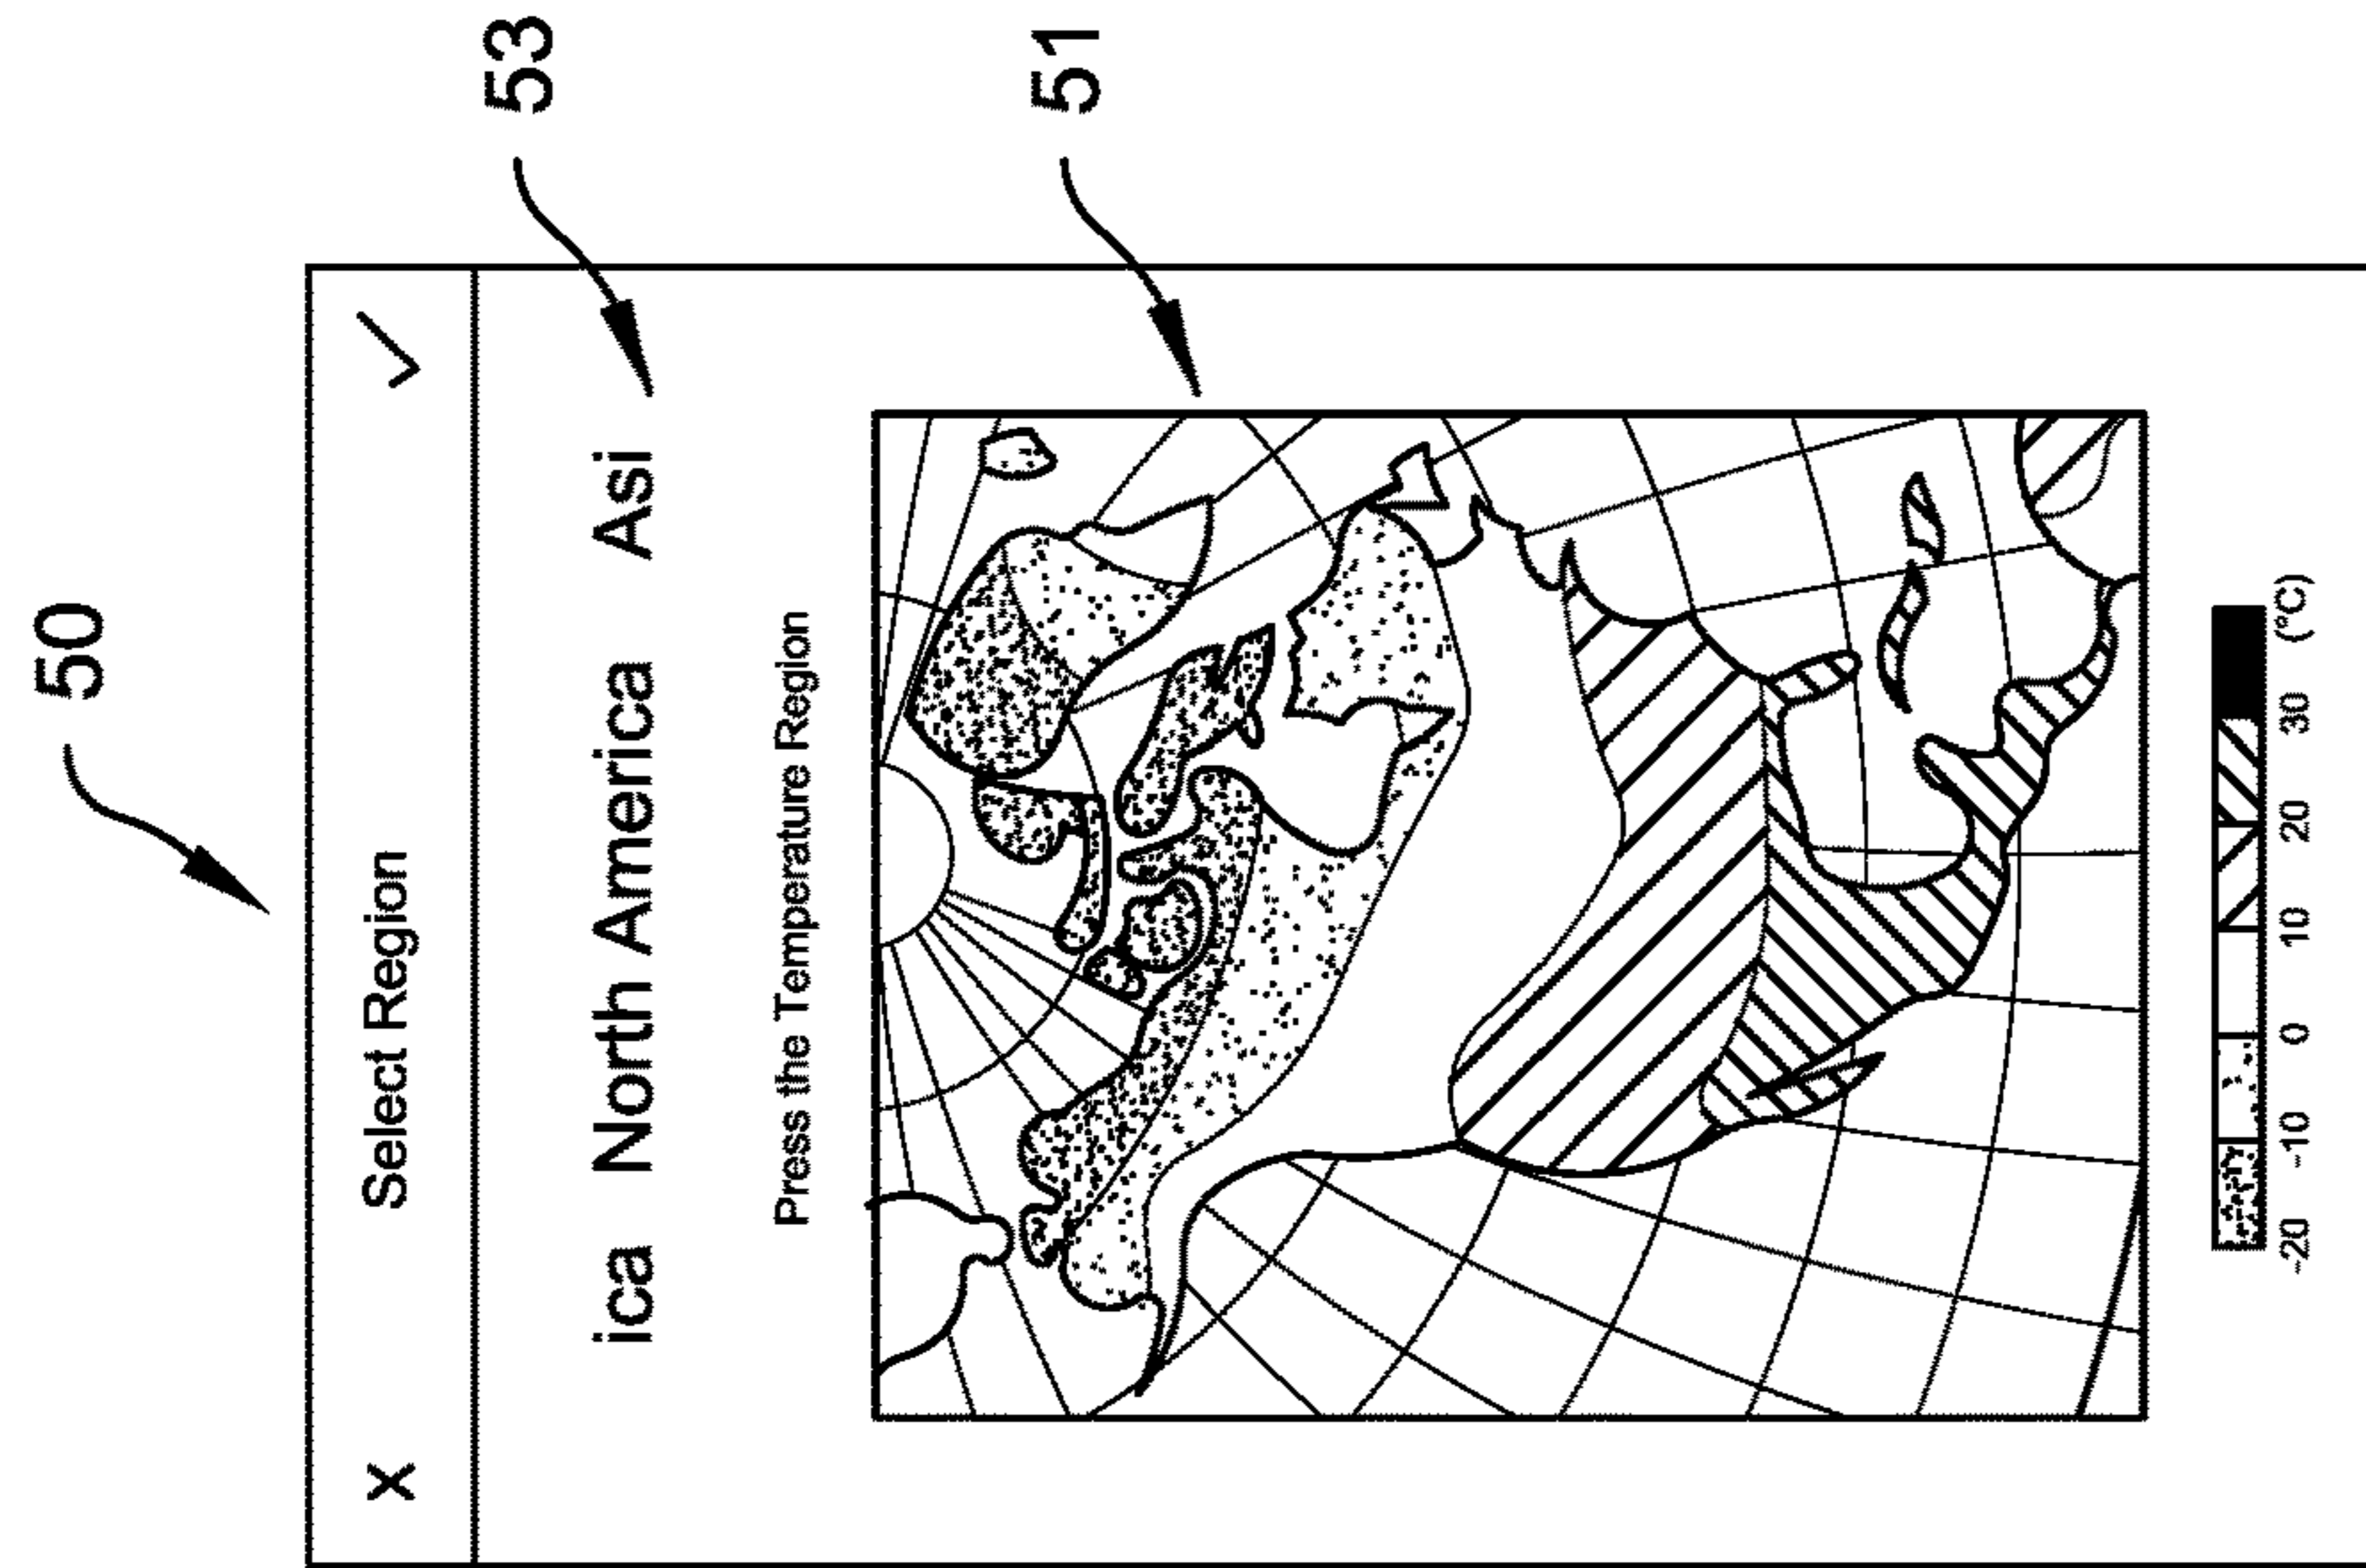 50
X Select Region ✓
53
ica North America Asi
Press the Temperature Region
51
-20 -10 0 10 20 30 (°C)